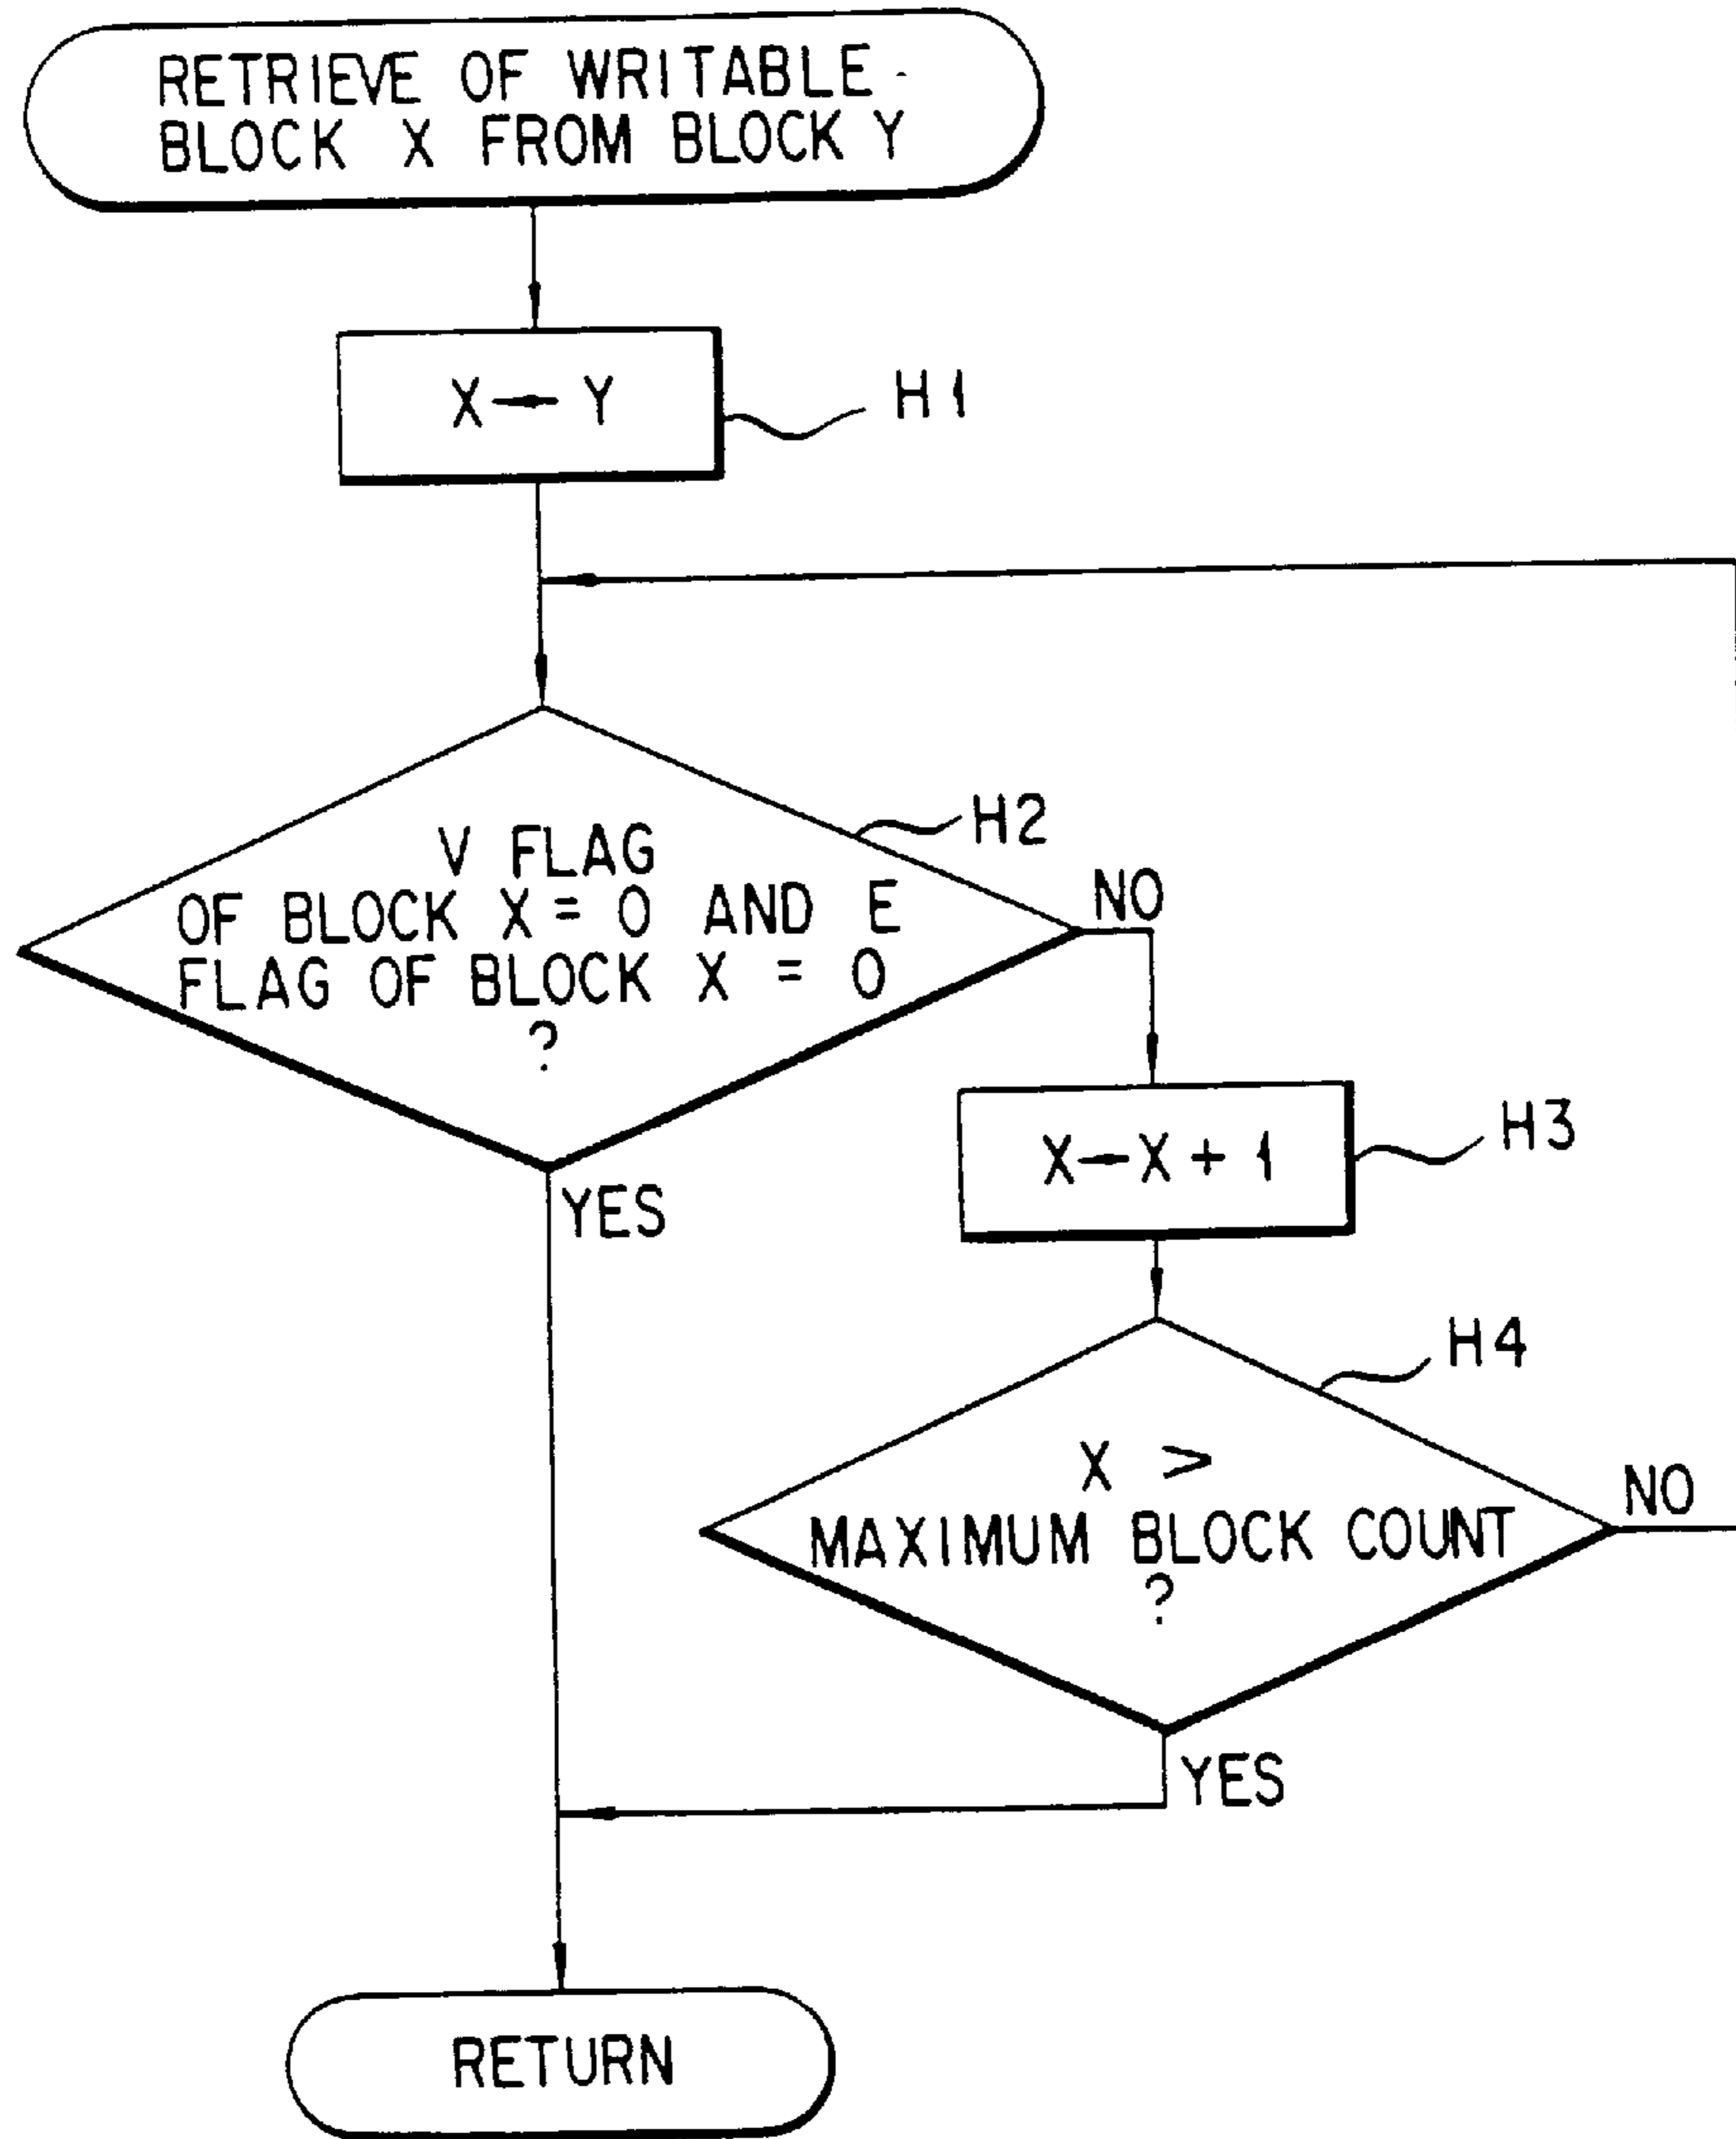 RETRIEVE OF WRITABLE
BLOCK X FROM BLOCK Y
X ← Y
H1
V FLAG
OF BLOCK X = 0 AND E
FLAG OF BLOCK X = 0
?
H2
NO
YES
X ← X + 1
H3
H4
X >
MAXIMUM BLOCK COUNT
?
NO
YES
RETURN